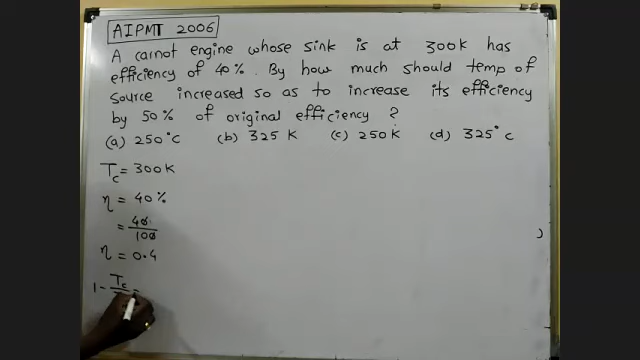 AIPMT 2006
A carnot engine whose sink is at 300k has
efficiency of 40%. By how much should temp of
source increased so as to increase its efficiency
by 50% of original efficiency ?
(a) 250°c (b) 325 K (c) 250K (d) 325°c
Tc = 300K
η = 40%
= 40/100
η = 0.4
1 - Tc